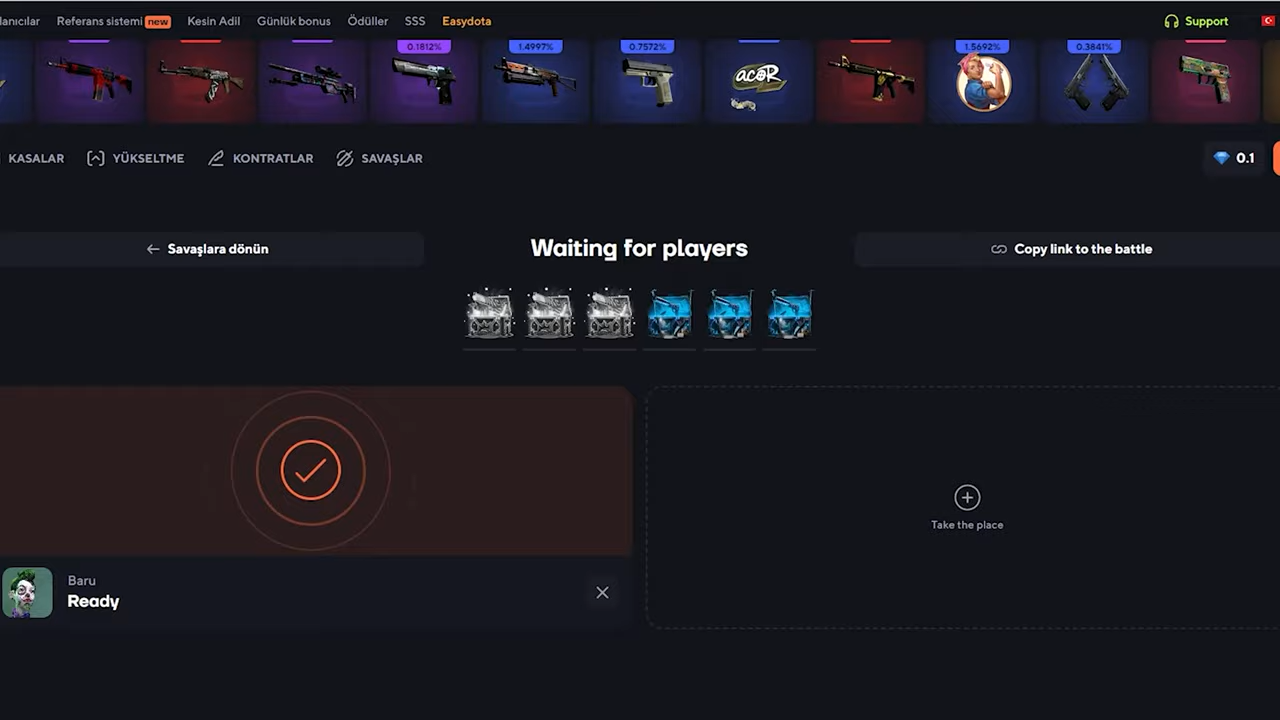 lanıcılar Referans sistemi new Kesin Adil Günlük bonus Ödüller SSS Easydota Support
0.1812% 1.4997% 0.7572% 1.5692% 0.3841%
acoR
KASALAR YÜKSELTME KONTRATLAR SAVAŞLAR 0.1
Savaşlara dönün Waiting for players Copy link to the battle
Take the place
Baru
Ready